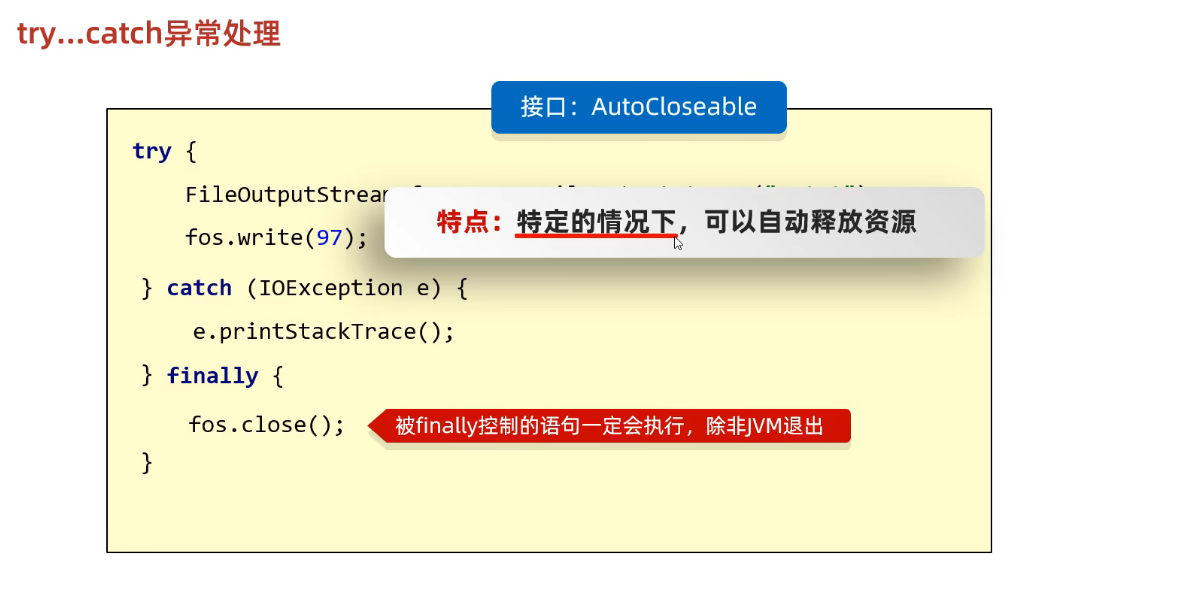 try...catch异常处理
接口：AutoCloseable
try {
FileOutputStream
特点：特定的情况下，可以自动释放资源
fos.write(97);
} catch (IOException e) {
e.printStackTrace();
} finally {
fos.close();
被finally控制的语句一定会执行，除非JVM退出
}